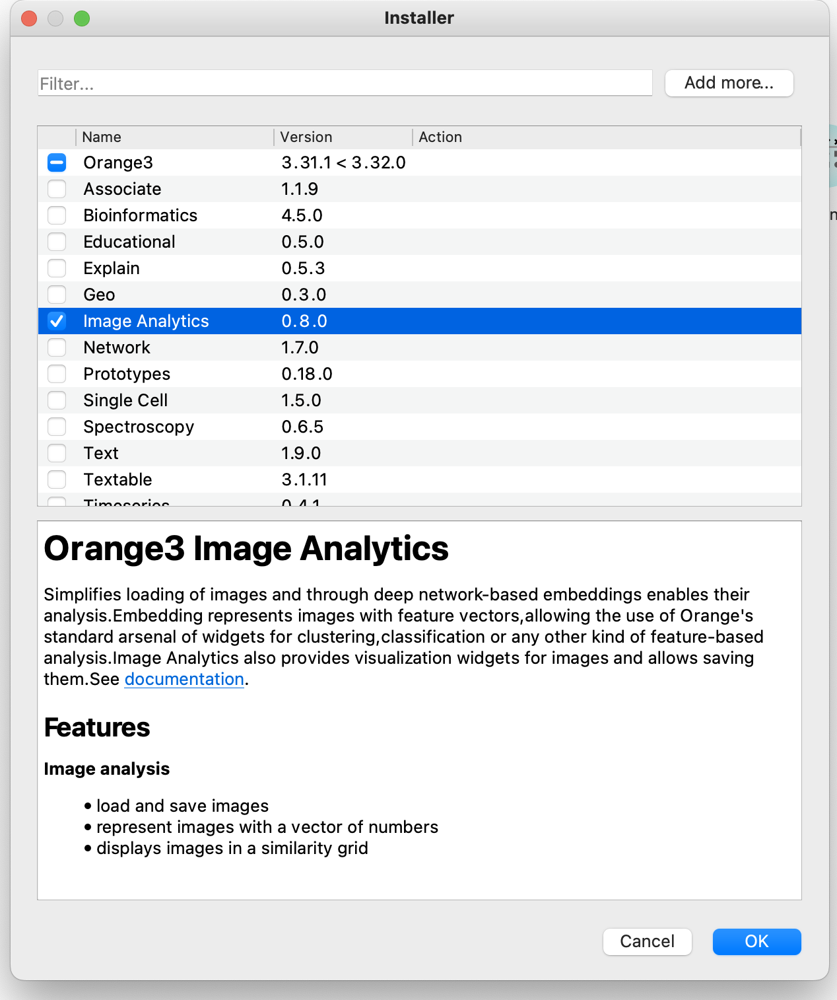 Installer
Filter...
Add more...
Name Version Action
Orange3 3.31.1 < 3.32.0
Associate 1.1.9
Bioinformatics 4.5.0
Educational 0.5.0
Explain 0.5.3
Geo 0.3.0
Image Analytics 0.8.0
Network 1.7.0
Prototypes 0.18.0
Single Cell 1.5.0
Spectroscopy 0.6.5
Text 1.9.0
Textable 3.1.11
Timeseries 0.4.1
Orange3 Image Analytics
Simplifies loading of images and through deep network-based embeddings enables their
analysis.Embedding represents images with feature vectors,allowing the use of Orange's
standard arsenal of widgets for clustering,classification or any other kind of feature-based
analysis.Image Analytics also provides visualization widgets for images and allows saving
them.See documentation.
Features
Image analysis
• load and save images
• represent images with a vector of numbers
• displays images in a similarity grid
Cancel
OK